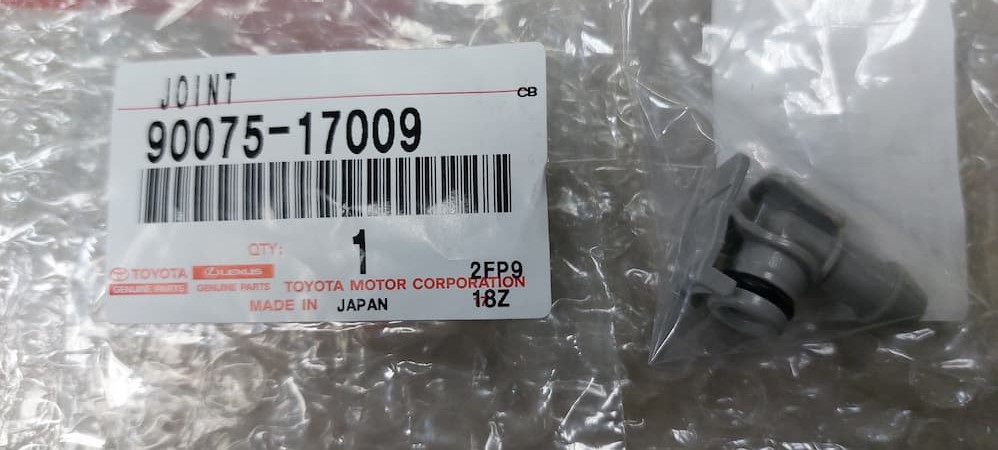 JOINT
CB
90075-17009
QTY: 1
TOYOTA LEXUS 2FP9
GENUINE PARTS GENUINE PARTS TOYOTA MOTOR CORPORATION
MADE IN JAPAN 18Z